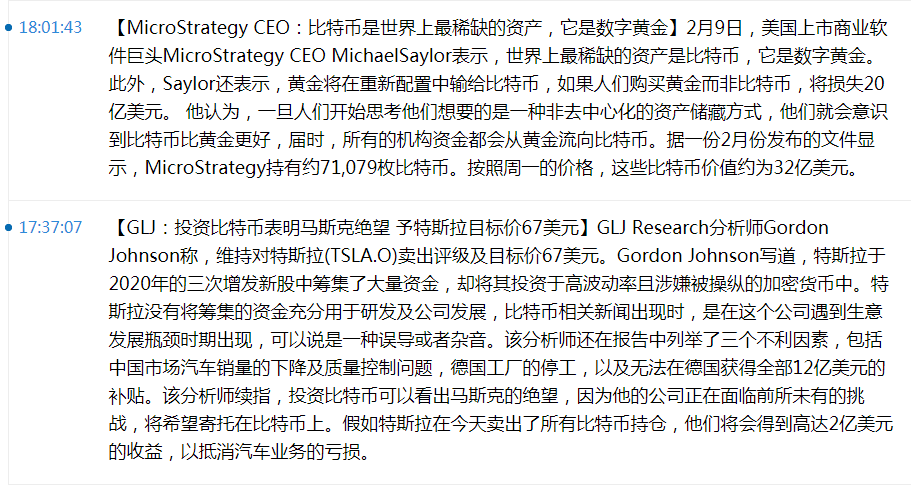 18:01:43
【MicroStrategy CEO：比特币是世界上最稀缺的资产，它是数字黄金】2月9日，美国上市商业软
件巨头MicroStrategy CEO MichaelSaylor表示，世界上最稀缺的资产是比特币，它是数字黄金。
此外，Saylor还表示，黄金将在重新配置中输给比特币，如果人们购买黄金而非比特币，将损失20
亿美元。 他认为，一旦人们开始思考他们想要的是一种非去中心化的资产储藏方式，他们就会意识
到比特币比黄金更好，届时，所有的机构资金都会从黄金流向比特币。据一份2月份发布的文件显
示，MicroStrategy持有约71,079枚比特币。按照周一的价格，这些比特币价值约为32亿美元。
17:37:07
【GLJ：投资比特币表明马斯克绝望 予特斯拉目标价67美元】GLJ Research分析师Gordon
Johnson称，维持对特斯拉(TSLA.O)卖出评级及目标价67美元。Gordon Johnson写道，特斯拉于
2020年的三次增发新股中筹集了大量资金，却将其投资于高波动率且涉嫌被操纵的加密货币中。特
斯拉没有将筹集的资金充分用于研发及公司发展，比特币相关新闻出现时，是在这个公司遇到生意
发展瓶颈时期出现，可以说是一种误导或者杂音。该分析师还在报告中列举了三个不利因素，包括
中国市场汽车销量的下降及质量控制问题，德国工厂的停工，以及无法在德国获得全部12亿美元的
补贴。该分析师续指，投资比特币可以看出马斯克的绝望，因为他的公司正在面临前所未有的挑
战，将希望寄托在比特币上。假如特斯拉在今天卖出了所有比特币持仓，他们将会得到高达2亿美元
的收益，以抵消汽车业务的亏损。